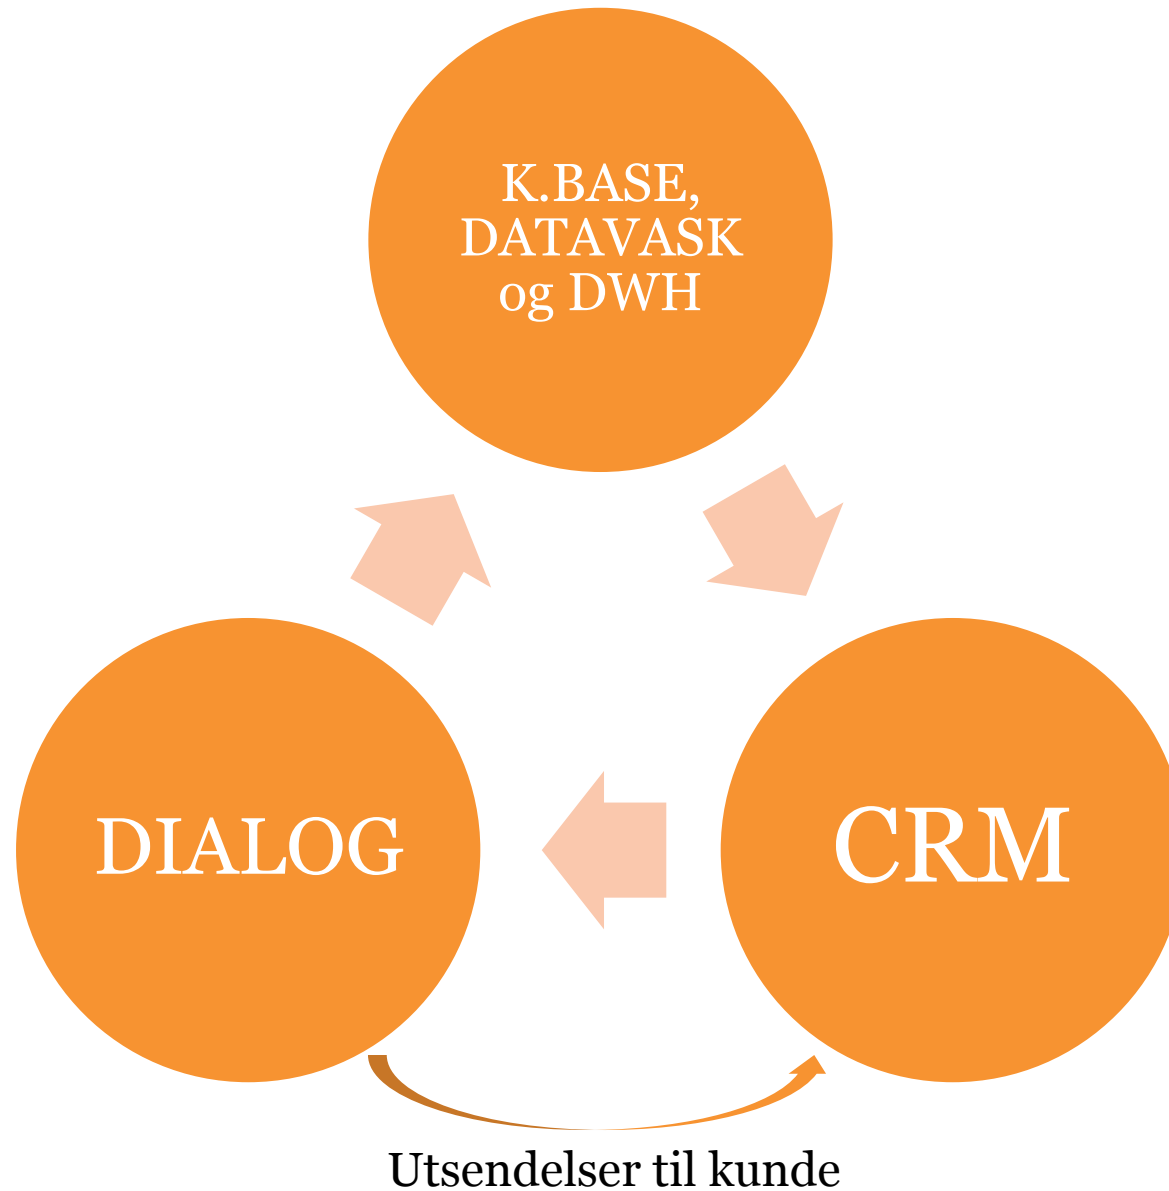 K.BASE,
DATAVASK
og DWH
DIALOG
CRM
Utsendelser til kunde